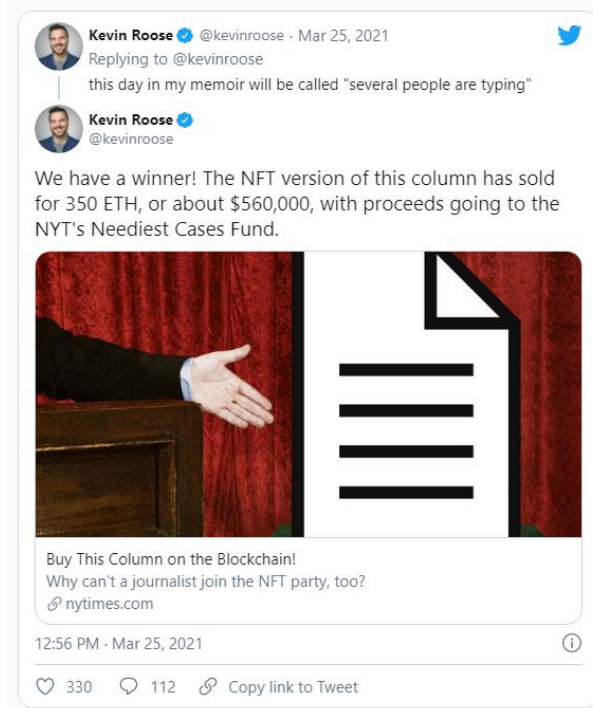 Kevin Roose @kevinroose · Mar 25, 2021
Replying to @kevinroose
this day in my memoir will be called "several people are typing"
Kevin Roose
@kevinroose
We have a winner! The NFT version of this column has sold
for 350 ETH, or about $560,000, with proceeds going to the
NYT's Neediest Cases Fund.
Buy This Column on the Blockchain!
Why can't a journalist join the NFT party, too?
nytimes.com
12:56 PM · Mar 25, 2021
330 112 Copy link to Tweet